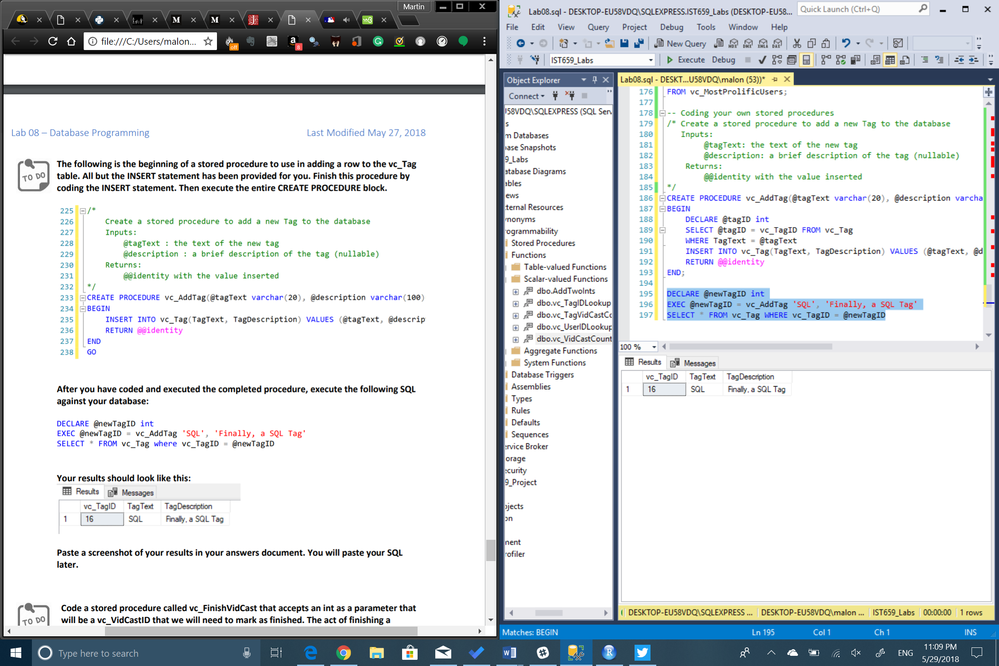 Martin
file:///C:/Users/malon...
off
8
Lab 08 – Database Programming
Last Modified May 27, 2018
TO DO
The following is the beginning of a stored procedure to use in adding a row to the vc_Tag
table. All but the INSERT statement has been provided for you. Finish this procedure by
coding the INSERT statement. Then execute the entire CREATE PROCEDURE block.
225 /*
226 Create a stored procedure to add a new Tag to the database
227 Inputs:
228 @tagText : the text of the new tag
229 @description : a brief description of the tag (nullable)
230 Returns:
231 @@identity with the value inserted
232 */
233 CREATE PROCEDURE vc_AddTag(@tagText varchar(20), @description varchar(100)
234 BEGIN
235 INSERT INTO vc_Tag(TagText, TagDescription) VALUES (@tagText, @descrip
236 RETURN @@identity
237 END
238 GO
After you have coded and executed the completed procedure, execute the following SQL
against your database:
DECLARE @newTagID int
EXEC @newTagID = vc_AddTag 'SQL', 'Finally, a SQL Tag'
SELECT * FROM vc_Tag where vc_TagID = @newTagID
Your results should look like this:
Results Messages
vc_TagID TagText TagDescription
1 16 SQL Finally, a SQL Tag
Paste a screenshot of your results in your answers document. You will paste your SQL
later.
TO DO
Code a stored procedure called vc_FinishVidCast that accepts an int as a parameter that
will be a vc_VidCastID that we will need to mark as finished. The act of finishing a
Lab08.sql - DESKTOP-EU58VDQ\SQLEXPRESS.IST659_Labs (DESKTOP-EU58...
Quick Launch (Ctrl+Q)
File Edit View Query Project Debug Tools Window Help
New Query MDX DMX XMLA DAX
IST659_Labs
Execute Debug
Object Explorer
Connect
J58VDQ\SQLEXPRESS (SQL Serv
s
m Databases
base Snapshots
9_Labs
atabase Diagrams
ables
ews
ternal Resources
ynonyms
rogrammability
Stored Procedures
Functions
Table-valued Functions
Scalar-valued Functions
dbo.AddTwoInts
dbo.vc_TagIDLookup
dbo.vc_TagVidCastCo
dbo.vc_UserIDLookup
dbo.vc_VidCastCount
Aggregate Functions
System Functions
Database Triggers
Assemblies
Types
Rules
Defaults
Sequences
ervice Broker
orage
ecurity
9_Project
bjects
on
ment
rofiler
Lab08.sql - DESKT...U58VDQ\malon (53))*
176 FROM vc_MostProlificUsers;
177
178 -- Coding your own stored procedures
179 /* Create a stored procedure to add a new Tag to the database
180 Inputs:
181 @tagText: the text of the new tag
182 @description: a brief description of the tag (nullable)
183 Returns:
184 @@identity with the value inserted
185 */
186 CREATE PROCEDURE vc_AddTag(@tagText varchar(20), @description varcha
187 BEGIN
188 DECLARE @tagID int
189 SELECT @tagID = vc_TagID FROM vc_Tag
190 WHERE TagText = @tagText
191 INSERT INTO vc_Tag(TagText, TagDescription) VALUES (@tagText, @d
192 RETURN @@identity
193 END;
194
195 DECLARE @newTagID int
196 EXEC @newTagID = vc_AddTag 'SQL', 'Finally, a SQL Tag'
197 SELECT * FROM vc_Tag WHERE vc_TagID = @newTagID
100 %
Results Messages
vc_TagID TagText TagDescription
1 16 SQL Finally, a SQL Tag
DESKTOP-EU58VDQ\SQLEXPRESS ... DESKTOP-EU58VDQ\malon ... IST659_Labs 00:00:00 1 rows
Matches: BEGIN Ln 195 Col 1 Ch 1 INS
Type here to search
ENG
11:09 PM
5/29/2018